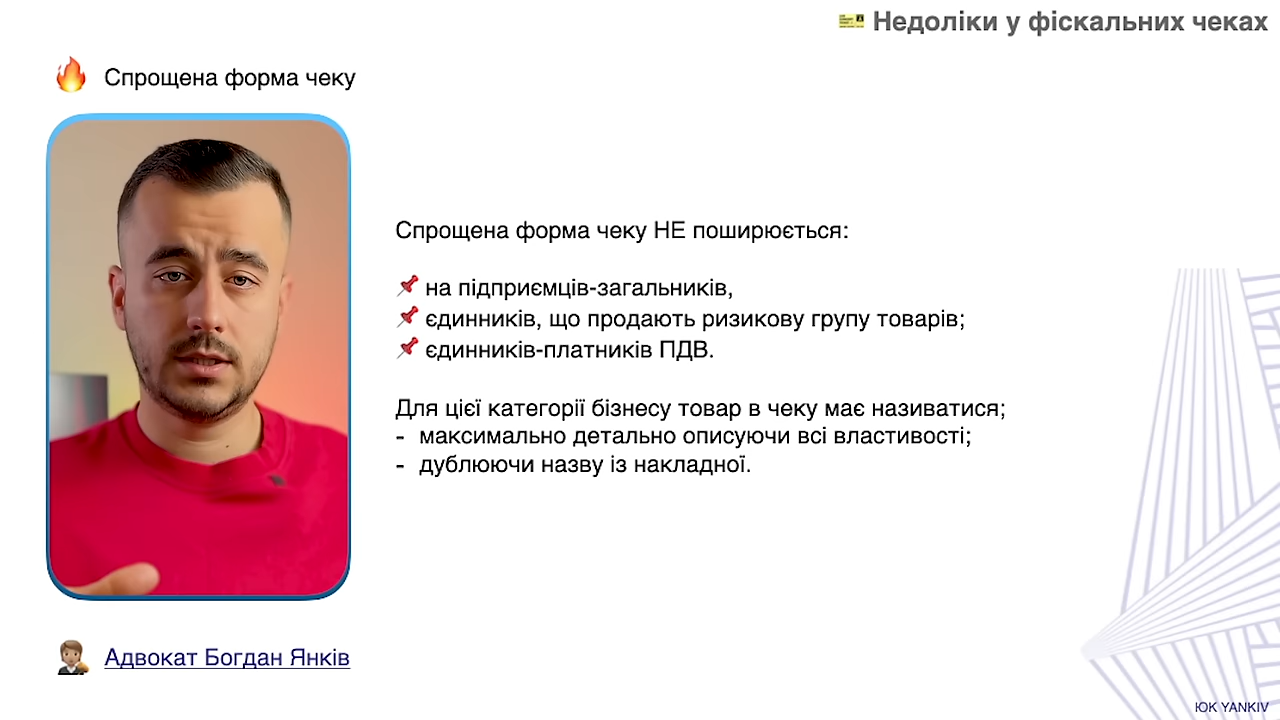 Недоліки у фіскальних чеках
Спрощена форма чеку
Спрощена форма чеку НЕ поширюється:
на підприємців-загальників,
єдинників, що продають ризикову групу товарів;
єдинників-платників ПДВ.
Для цієї категорії бізнесу товар в чеку має називатися;
- максимально детально описуючи всі властивості;
- дублюючи назву із накладної.
Адвокат Богдан Янків
ЮК YANKIV